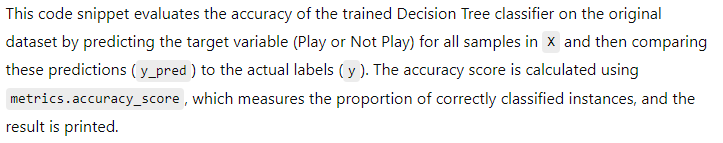 This code snippet evaluates the accuracy of the trained Decision Tree classifier on the original
dataset by predicting the target variable (Play or Not Play) for all samples in X and then comparing
these predictions ( y_pred ) to the actual labels ( y ). The accuracy score is calculated using
metrics.accuracy_score , which measures the proportion of correctly classified instances, and the
result is printed.